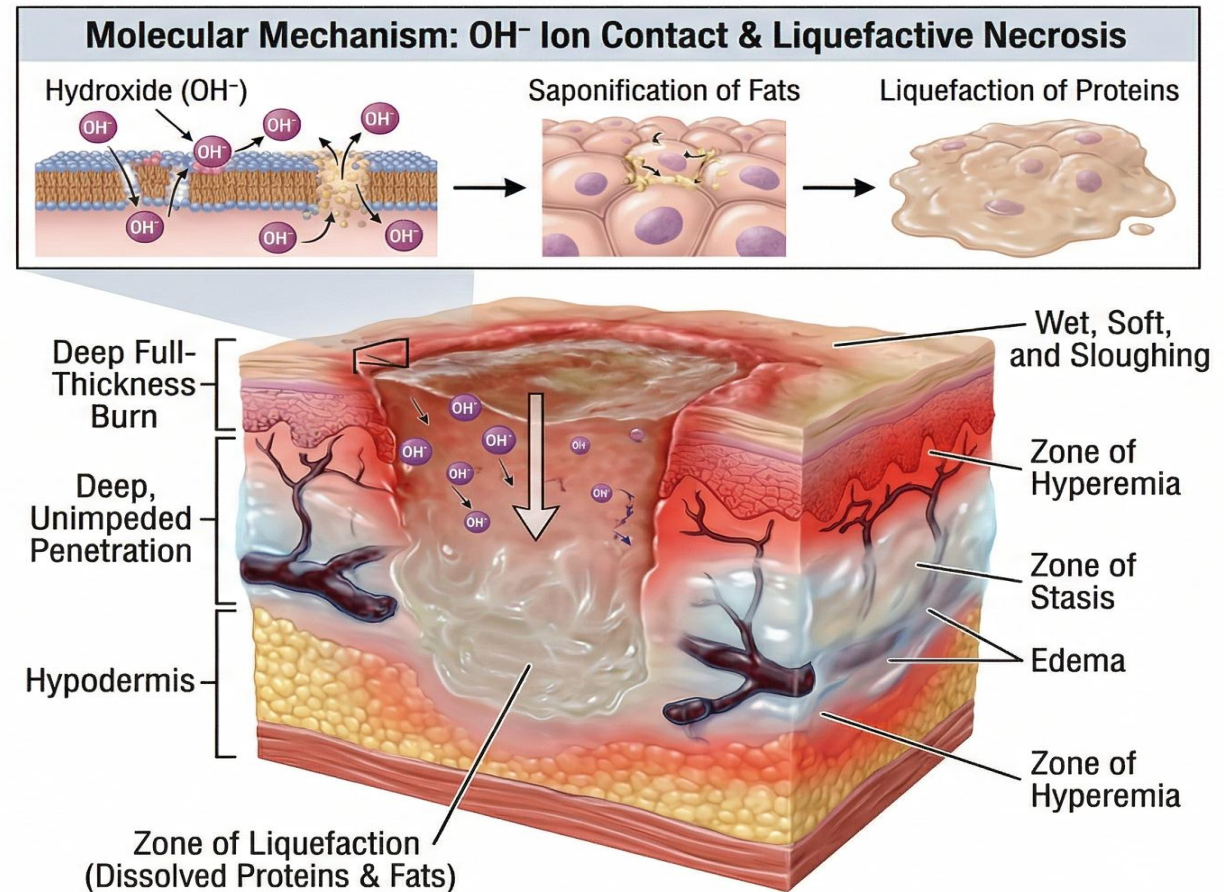 Molecular Mechanism: OH⁻ Ion Contact & Liquefactive Necrosis
Hydroxide (OH⁻)
Saponification of Fats
Liquefaction of Proteins
OH⁻
OH⁻
OH⁻
OH⁻
OH⁻
OH⁻
OH⁻
Deep Full-
Thickness
Burn
Deep,
Unimpeded
Penetration
Hypodermis
OH⁻
OH⁻
OH⁻
OH⁻
OH⁻
OH⁻
Wet, Soft,
and Sloughing
Zone of
Hyperemia
Zone of
Stasis
Edema
Zone of
Hyperemia
Zone of Liquefaction
(Dissolved Proteins & Fats)